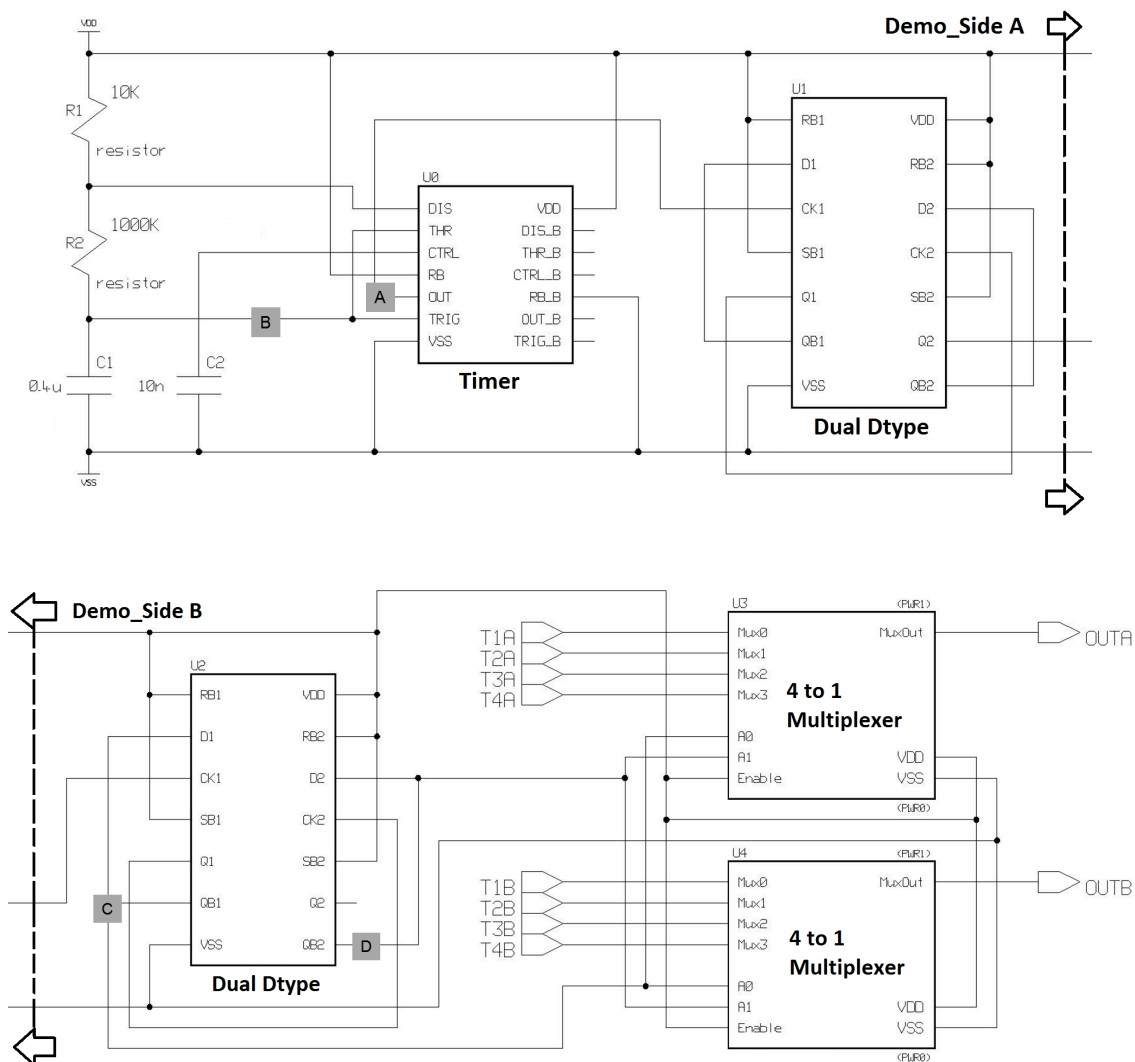 VDD
Demo_Side A
10K
R1
resistor
1000K
R2
resistor
B
A
C1
0.4u
C2
10n
VSS
U0
DIS VDD
THR DIS_B
CTRL THR_B
RB CTRL_B
OUT RB_B
TRIG OUT_B
VSS TRIG_B
Timer
U1
RB1 VDD
D1 RB2
CK1 D2
SB1 CK2
Q1 SB2
QB1 Q2
VSS QB2
Dual Dtype
Demo_Side B
U2
RB1 VDD
D1 RB2
CK1 D2
SB1 CK2
Q1 SB2
QB1 Q2
VSS QB2
C
D
Dual Dtype
T1A
T2A
T3A
T4A
U3 (PWR1)
Mux0 MuxOut
Mux1
Mux2
Mux3
4 to 1
Multiplexer
A0
A1 VDD
Enable VSS
(PWR0)
OUTA
T1B
T2B
T3B
T4B
U4 (PWR1)
Mux0 MuxOut
Mux1
Mux2
Mux3
4 to 1
Multiplexer
A0
A1 VDD
Enable VSS
(PWR0)
OUTB